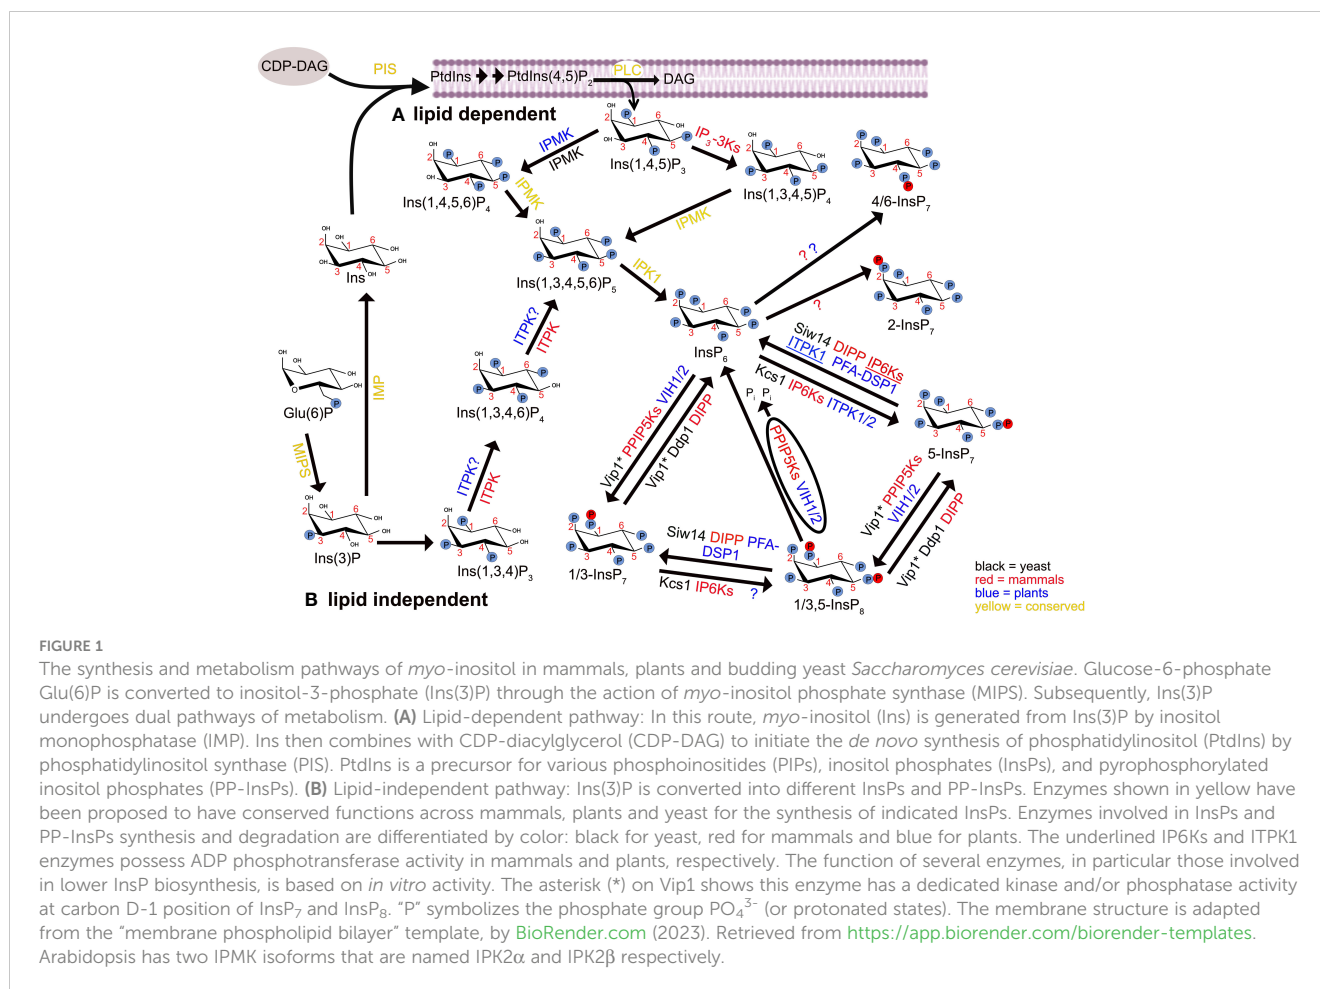 CDP-DAG
PIS
PtdIns
PtdIns(4,5)P2
PLC
DAG
A lipid dependent
IPMK
IPMK
IP3-3Ks
Ins(1,4,5)P3
Ins(1,4,5,6)P4
IPMK
Ins(1,3,4,5)P4
IPMK
4/6-InsP7
Ins
Ins(1,3,4,5,6)P5
IPK1
? ?
?
2-InsP7
InsP6
Siw14 DIPP IP6Ks
ITPK1 PFA-DSP1
Kcs1 IP6Ks ITPK1/2
5-InsP7
Glu(6)P
IMP
MIPS
ITPK?
ITPK
Ins(1,3,4,6)P4
Vip1* PPIP5Ks VIH1/2
Vip1* Ddp1 DIPP
Pi Pi
PPIP5Ks VIH1/2
Vip1* PPIP5Ks
VIH1/2
Vip1* Ddp1 DIPP
ITPK?
ITPK
Ins(3)P
Ins(1,3,4)P3
1/3-InsP7
Siw14 DIPP PFA-
DSP1
Kcs1 IP6Ks ?
1/3,5-InsP8
B lipid independent
black = yeast
red = mammals
blue = plants
yellow = conserved
FIGURE 1
The synthesis and metabolism pathways of myo-inositol in mammals, plants and budding yeast Saccharomyces cerevisiae. Glucose-6-phosphate
Glu(6)P is converted to inositol-3-phosphate (Ins(3)P) through the action of myo-inositol phosphate synthase (MIPS). Subsequently, Ins(3)P
undergoes dual pathways of metabolism. (A) Lipid-dependent pathway: In this route, myo-inositol (Ins) is generated from Ins(3)P by inositol
monophosphatase (IMP). Ins then combines with CDP-diacylglycerol (CDP-DAG) to initiate the de novo synthesis of phosphatidylinositol (PtdIns) by
phosphatidylinositol synthase (PIS). PtdIns is a precursor for various phosphoinositides (PIPs), inositol phosphates (InsPs), and pyrophosphorylated
inositol phosphates (PP-InsPs). (B) Lipid-independent pathway: Ins(3)P is converted into different InsPs and PP-InsPs. Enzymes shown in yellow have
been proposed to have conserved functions across mammals, plants and yeast for the synthesis of indicated InsPs. Enzymes involved in InsPs and
PP-InsPs synthesis and degradation are differentiated by color: black for yeast, red for mammals and blue for plants. The underlined IP6Ks and ITPK1
enzymes possess ADP phosphotransferase activity in mammals and plants, respectively. The function of several enzymes, in particular those involved
in lower InsP biosynthesis, is based on in vitro activity. The asterisk (*) on Vip1 shows this enzyme has a dedicated kinase and/or phosphatase activity
at carbon D-1 position of InsP7 and InsP8. “P” symbolizes the phosphate group PO4 3- (or protonated states). The membrane structure is adapted
from the “membrane phospholipid bilayer” template, by BioRender.com (2023). Retrieved from https://app.biorender.com/biorender-templates.
Arabidopsis has two IPMK isoforms that are named IPK2α and IPK2β respectively.